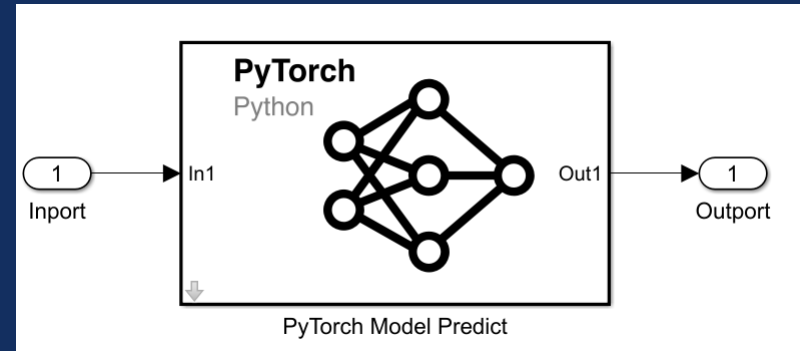 PyTorch
Python
1
In1
Out1
1
Inport
Outport
PyTorch Model Predict